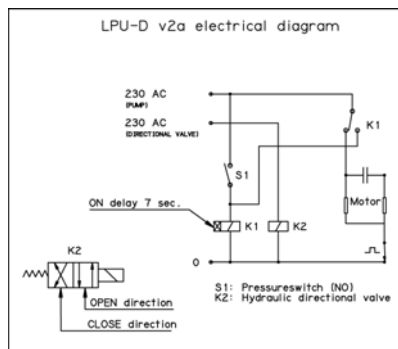 LPU-D v2a electrical diagram
230 AC
(PUMP)
230 AC
(DIRECTIONAL VALVE)
K1
S1
ON delay 7 sec.
Motor
K1
K2
K2
0
S1: Pressureswitch (NO)
K2: Hydraulic directional valve
OPEN direction
CLOSE direction